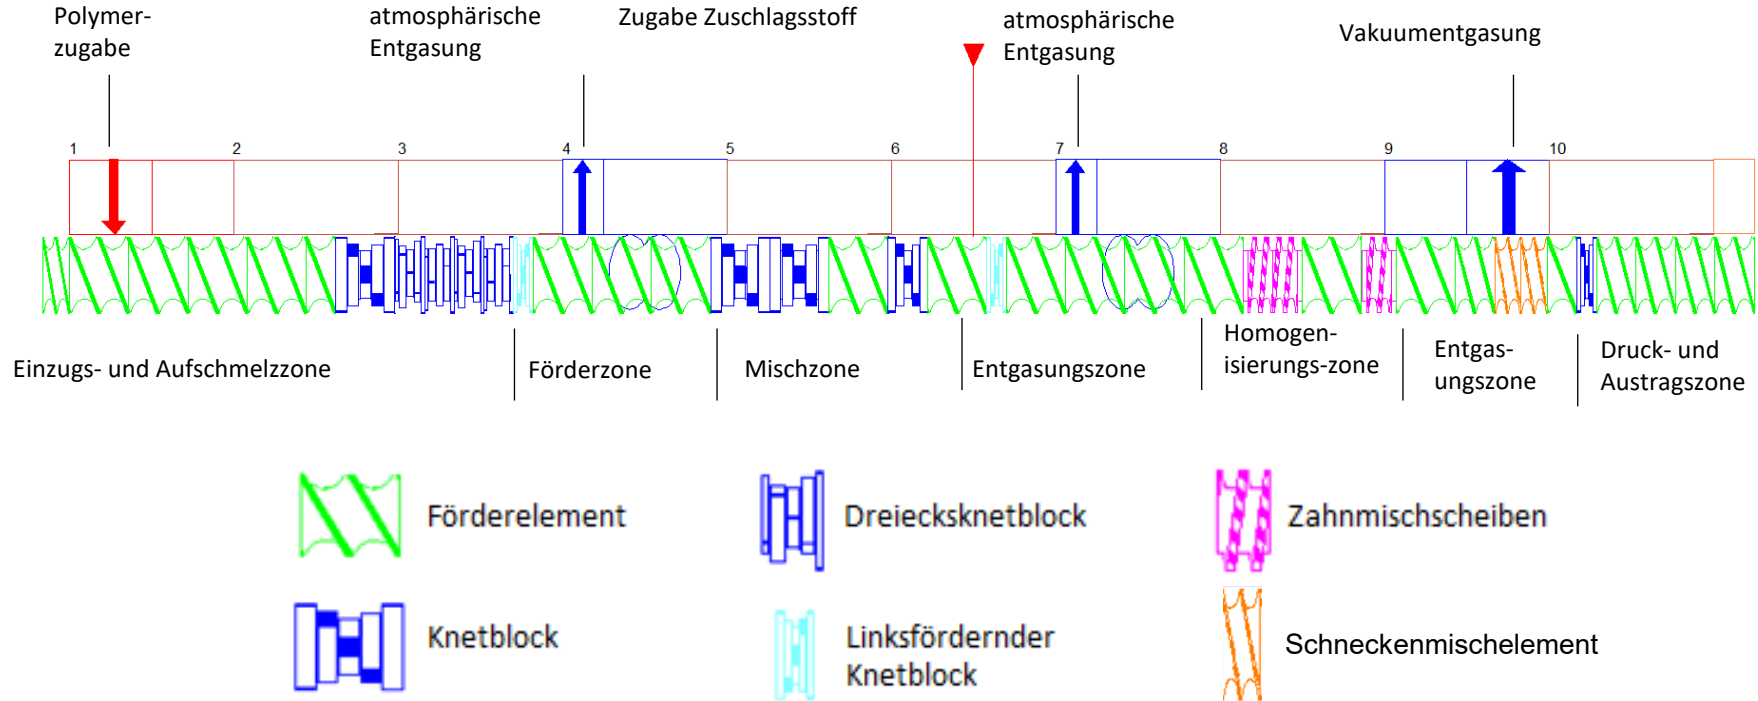 Polymer-
zugabe
atmosphärische
Entgasung
Zugabe Zuschlagsstoff
atmosphärische
Entgasung
Vakuumentgasung
1
2
3
4
5
6
7
8
9
10
Einzugs- und Aufschmelzzone
Förderzone
Mischzone
Entgasungszone
Homogen-
isierungs-zone
Entgas-
ungszone
Druck- und
Austragszone
Förderelement
Dreiecksknetblock
Zahnmischscheiben
Knetblock
Linksfördernder
Knetblock
Schneckenmischelement